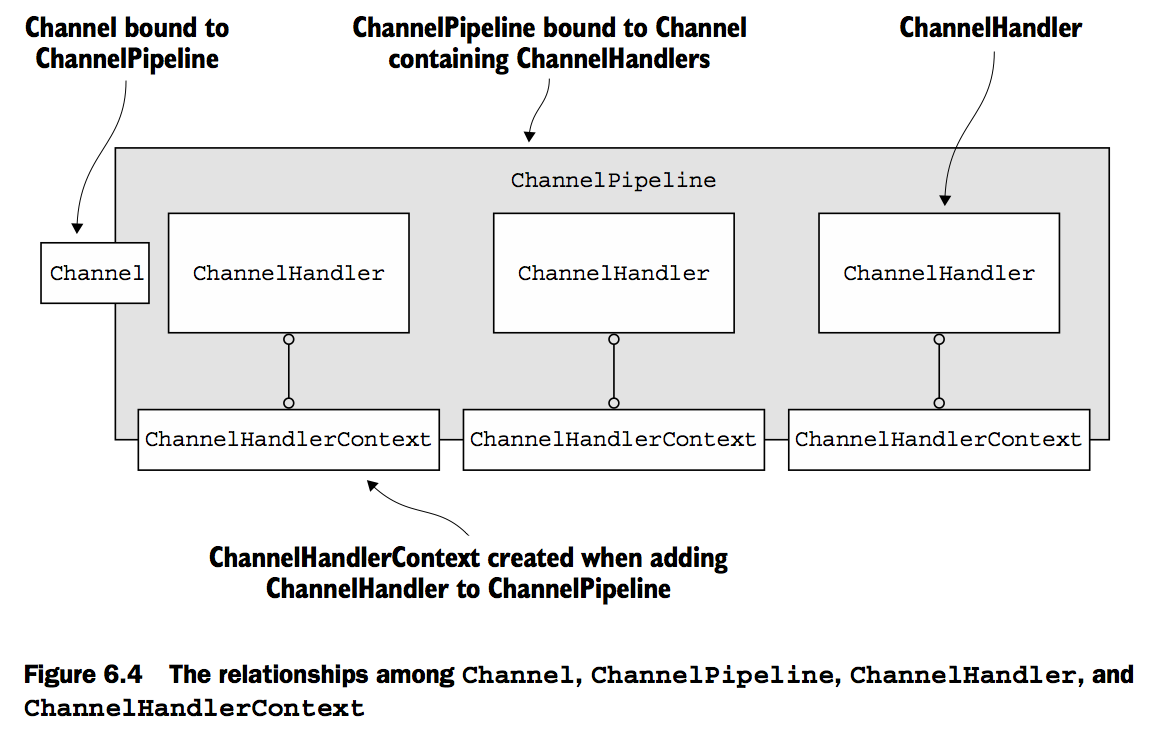 Channel bound to
ChannelPipeline
ChannelPipeline bound to Channel
containing ChannelHandlers
ChannelHandler
ChannelPipeline
Channel
ChannelHandler
ChannelHandler
ChannelHandler
ChannelHandlerContext
ChannelHandlerContext
ChannelHandlerContext
ChannelHandlerContext created when adding
ChannelHandler to ChannelPipeline
Figure 6.4 The relationships among Channel, ChannelPipeline, ChannelHandler, and
ChannelHandlerContext